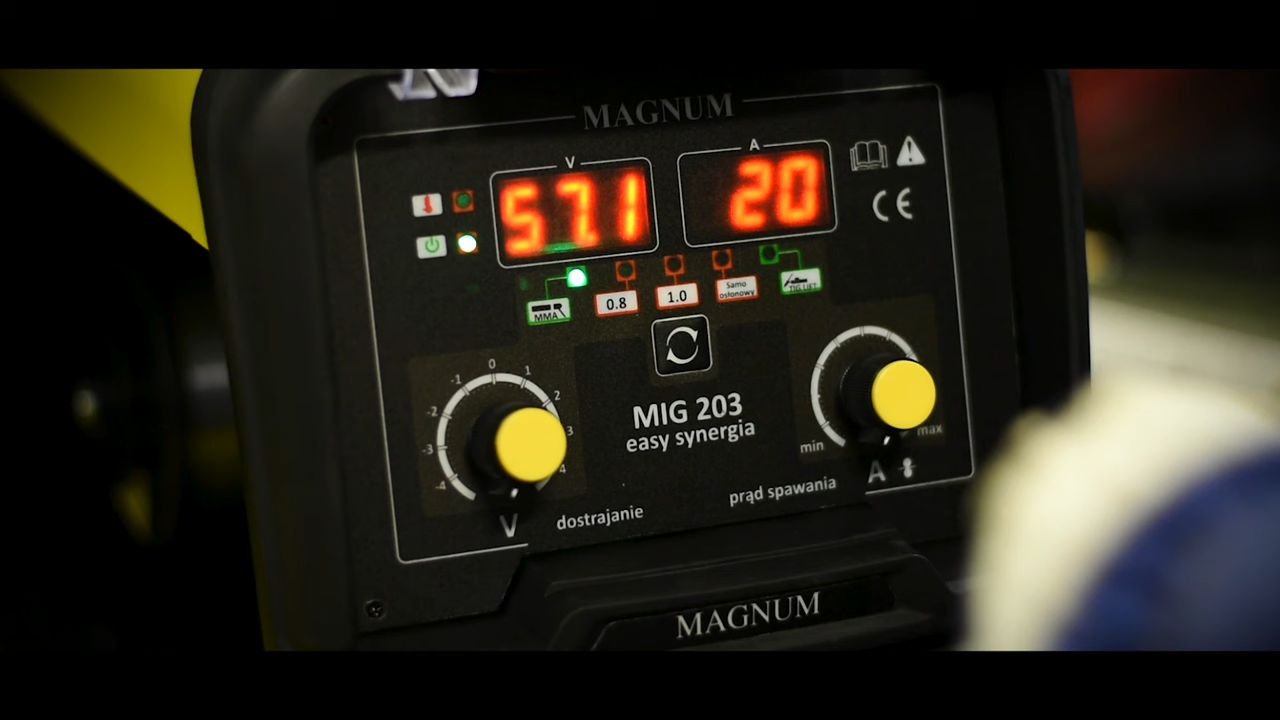 MAGNUM
V
A
57.1
20
CE
MMA
0.8
1.0
Samo
osłonowy
TIG LIFT
-4
-3
-2
-1
0
1
2
3
4
MIG 203
easy synergia
min
max
V
dostrajanie
prąd spawania
A
MAGNUM